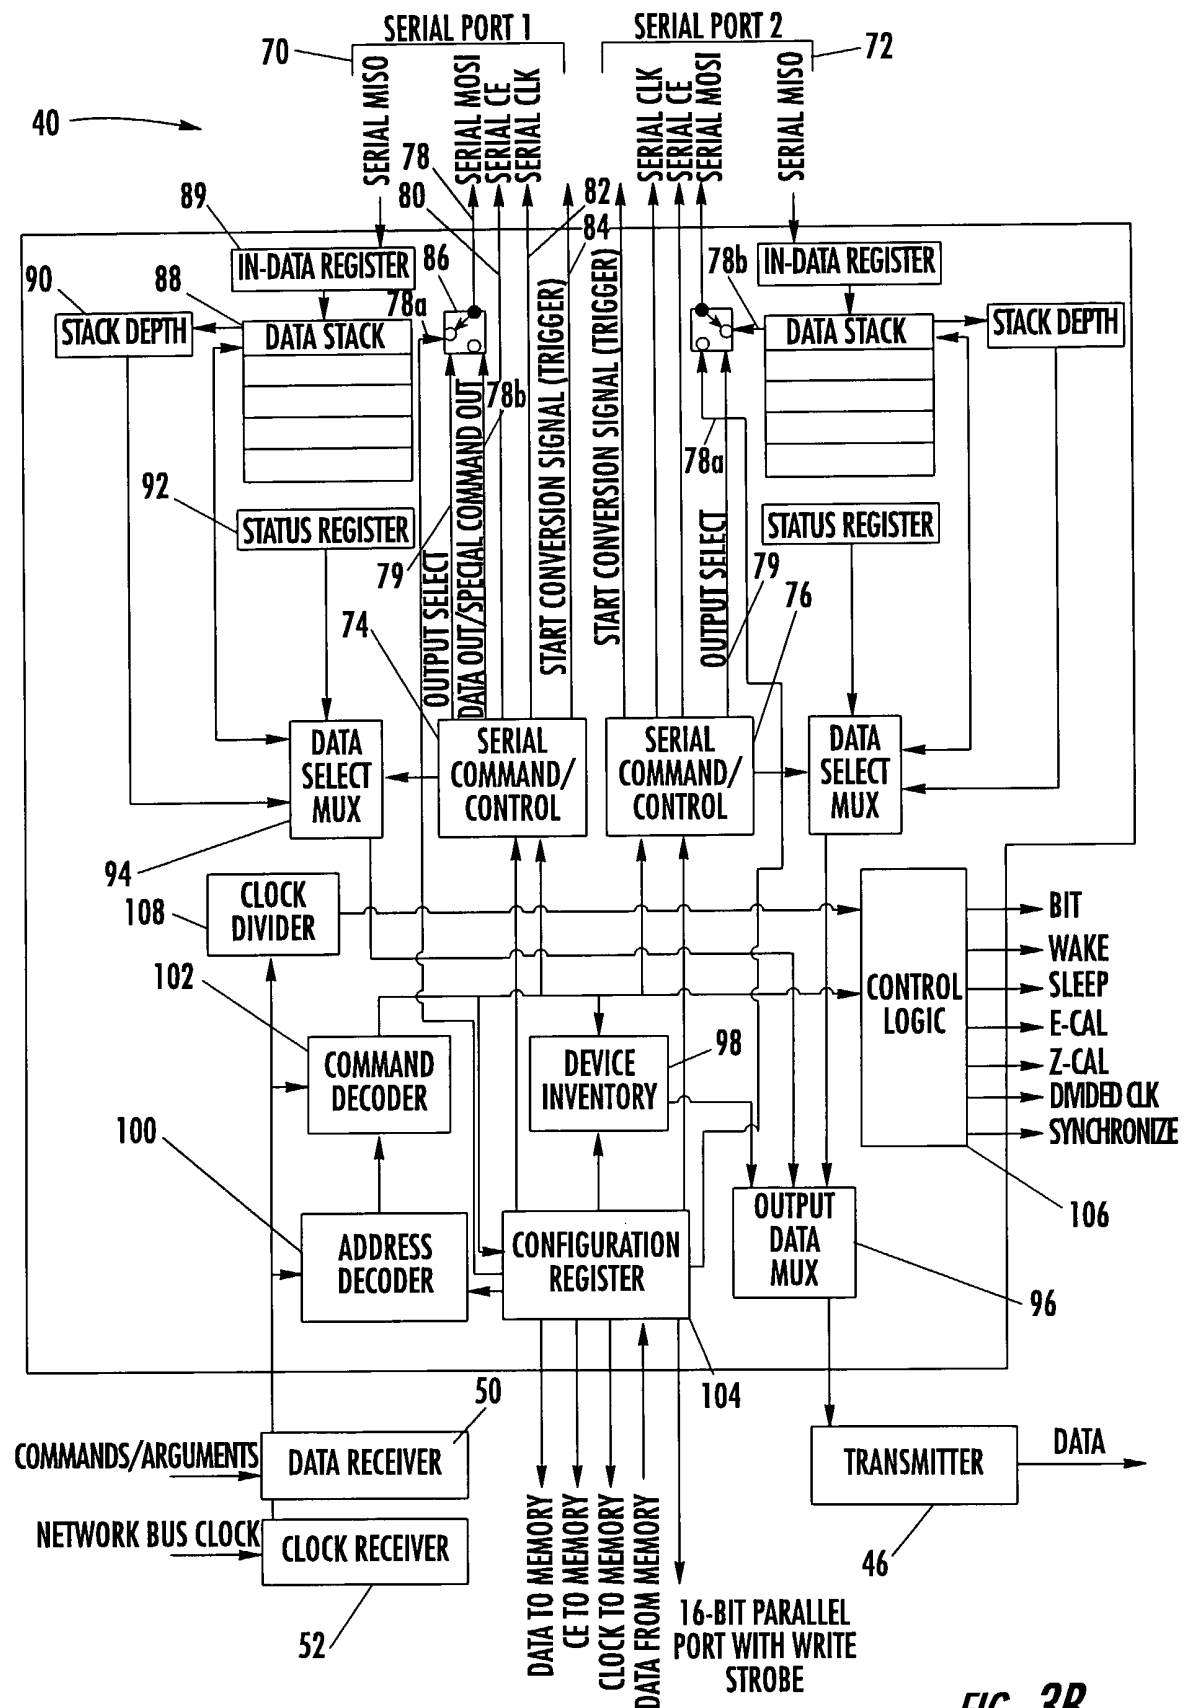 SERIAL PORT 1
SERIAL PORT 2
70
72
40
SERIAL MISO
SERIAL MOSI
SERIAL CE
SERIAL CLK
SERIAL CLK
SERIAL CE
SERIAL MOSI
SERIAL MISO
78
80
82
84
89
IN-DATA REGISTER
86
78b
IN-DATA REGISTER
90
88
78a
STACK DEPTH
DATA STACK
DATA STACK
STACK DEPTH
78b
78a
92
STATUS REGISTER
STATUS REGISTER
79
79
OUTPUT SELECT
DATA OUT/SPECIAL COMMAND OUT
START CONVERSION SIGNAL (TRIGGER)
START CONVERSION SIGNAL (TRIGGER)
OUTPUT SELECT
74
76
DATA
SELECT
MUX
SERIAL
COMMAND/
CONTROL
SERIAL
COMMAND/
CONTROL
DATA
SELECT
MUX
94
108
CLOCK
DIVIDER
102
CONTROL
LOGIC
BIT
WAKE
SLEEP
E-CAL
Z-CAL
DIVIDED CLK
SYNCHRONIZE
COMMAND
DECODER
DEVICE
INVENTORY
98
100
ADDRESS
DECODER
CONFIGURATION
REGISTER
OUTPUT
DATA
MUX
106
96
104
50
COMMANDS/ARGUMENTS
DATA RECEIVER
TRANSMITTER
DATA
NETWORK BUS CLOCK
CLOCK RECEIVER
46
52
DATA TO MEMORY
CE TO MEMORY
CLOCK TO MEMORY
DATA FROM MEMORY
16-BIT PARALLEL
PORT WITH WRITE
STROBE
FIG. 3B